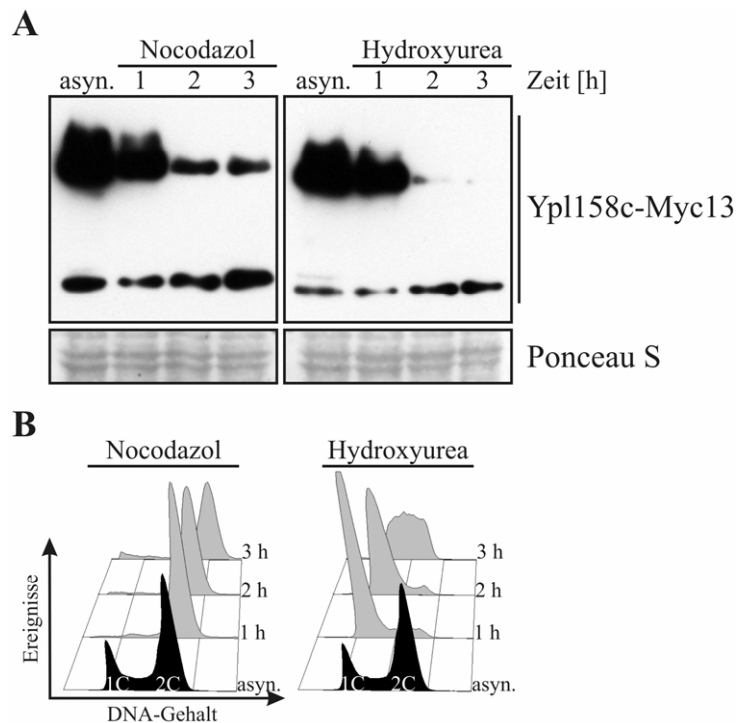 A
Nocodazol Hydroxyurea
asyn. 1 2 3 asyn. 1 2 3 Zeit [h]
Ypl158c-Myc13
Ponceau S
B
Nocodazol Hydroxyurea
3 h 3 h
2 h 2 h
1 h 1 h
1C 2C asyn. 1C 2C asyn.
Ereignisse
DNA-Gehalt